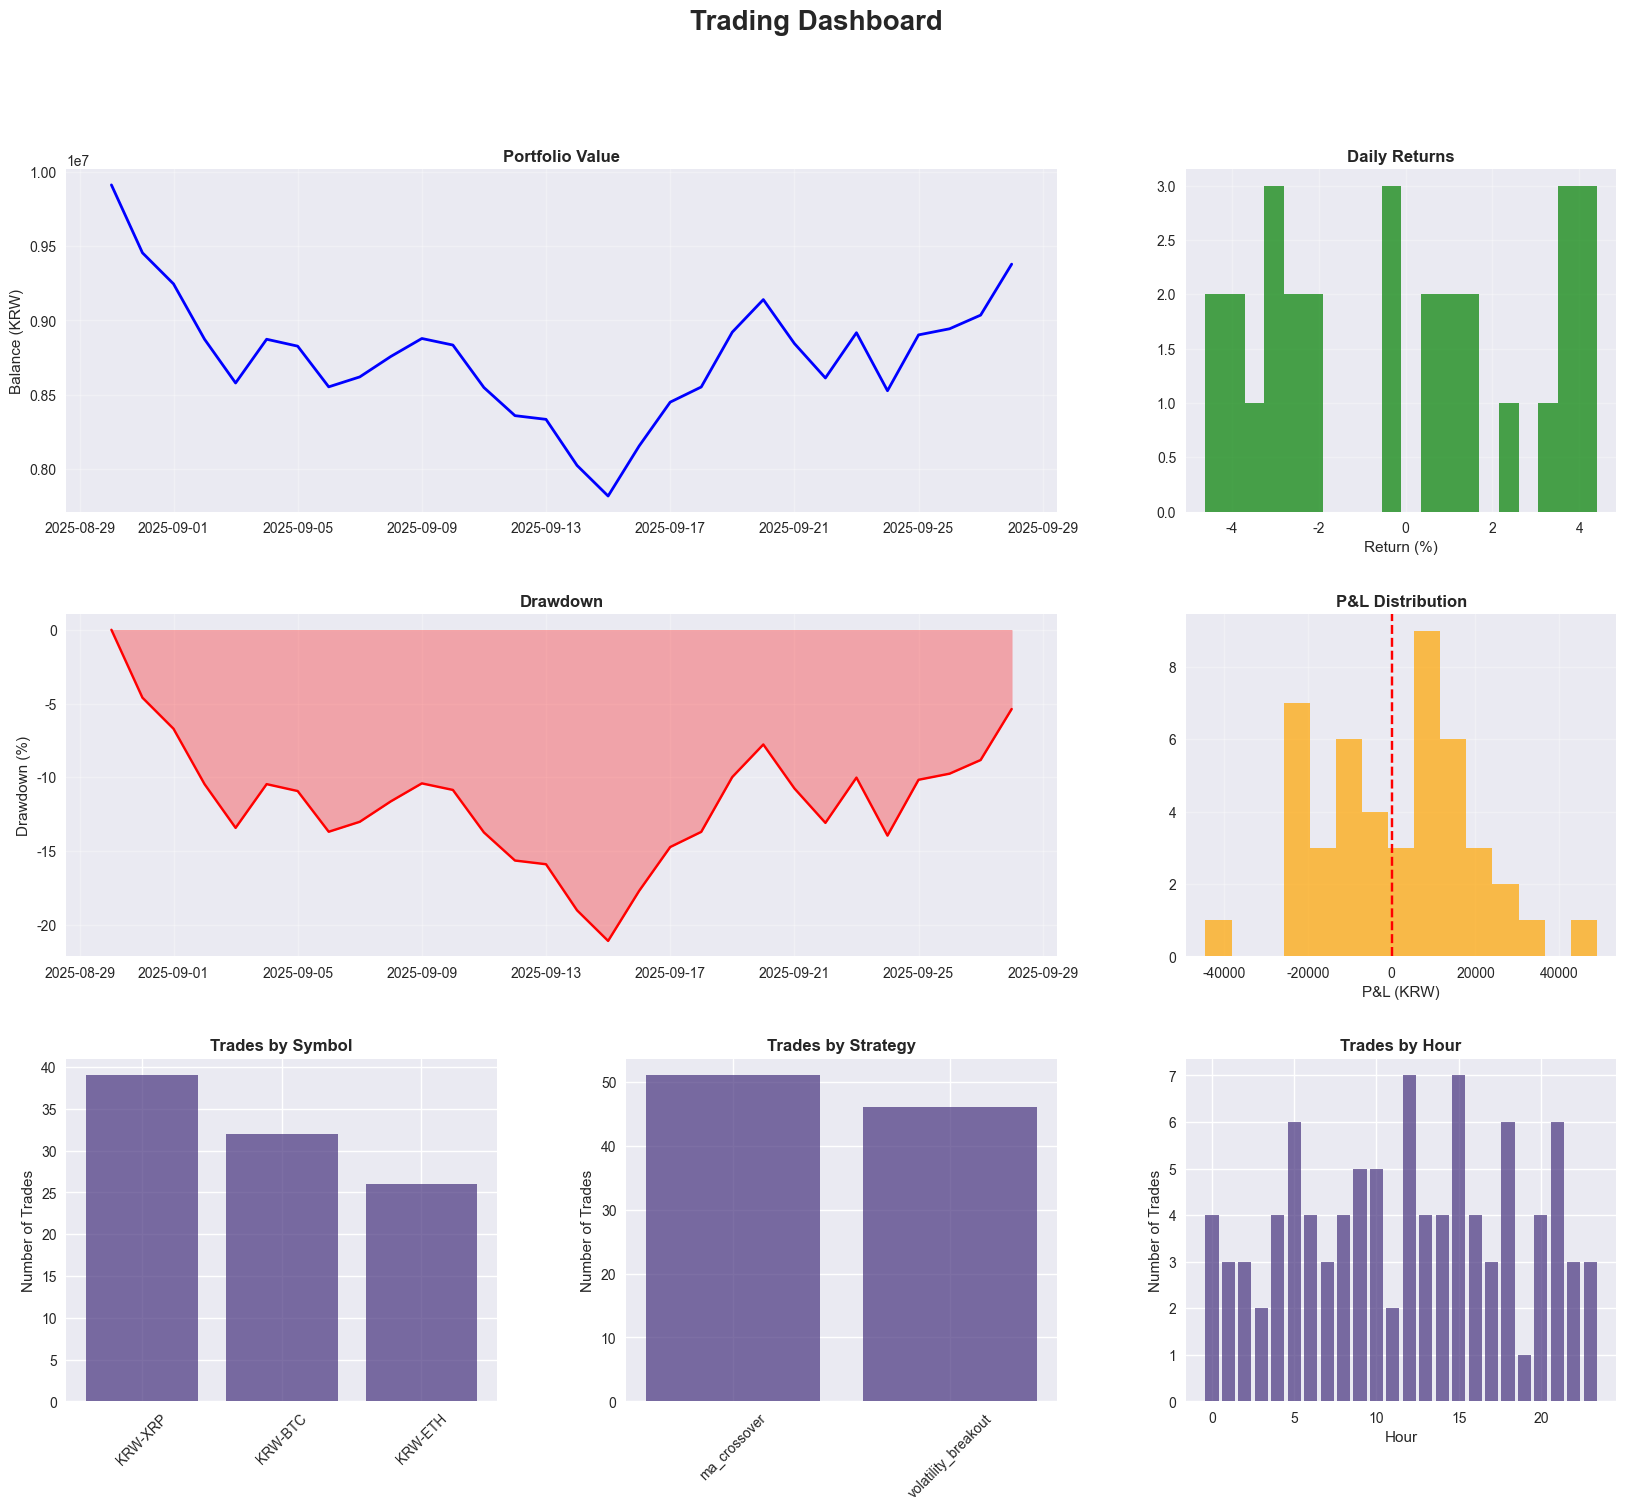 Trading Dashboard
Portfolio Value
1e7
Balance (KRW)
1.00
0.95
0.90
0.85
0.80
2025-08-29 2025-09-01 2025-09-05 2025-09-09 2025-09-13 2025-09-17 2025-09-21 2025-09-25 2025-09-29
Daily Returns
3.0
2.5
2.0
1.5
1.0
0.5
0.0
-4 -2 0 2 4
Return (%)
Drawdown
Drawdown (%)
0
-5
-10
-15
-20
2025-08-29 2025-09-01 2025-09-05 2025-09-09 2025-09-13 2025-09-17 2025-09-21 2025-09-25 2025-09-29
P&L Distribution
8
6
4
2
0
-40000 -20000 0 20000 40000
P&L (KRW)
Trades by Symbol
Number of Trades
40
35
30
25
20
15
10
5
0
KRW-XRP KRW-BTC KRW-ETH
Trades by Strategy
Number of Trades
50
40
30
20
10
0
ma_crossover volatility_breakout
Trades by Hour
Number of Trades
7
6
5
4
3
2
1
0
0 5 10 15 20
Hour